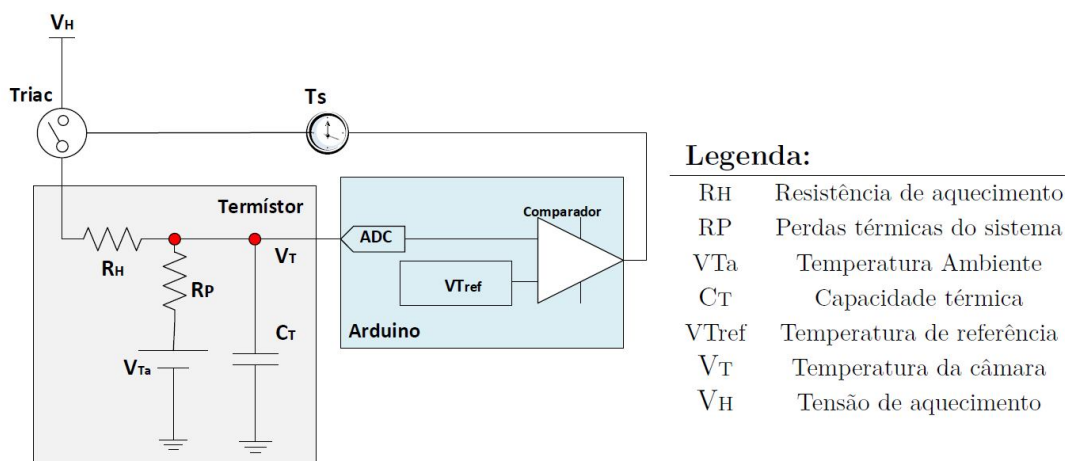 VH
Triac
Ts
Termístor
RH
VT
RP
CT
VTa
ADC
Comparador
VTref
Arduino
Legenda:
RH Resistência de aquecimento
RP Perdas térmicas do sistema
VTa Temperatura Ambiente
CT Capacidade térmica
VTref Temperatura de referência
VT Temperatura da câmara
VH Tensão de aquecimento